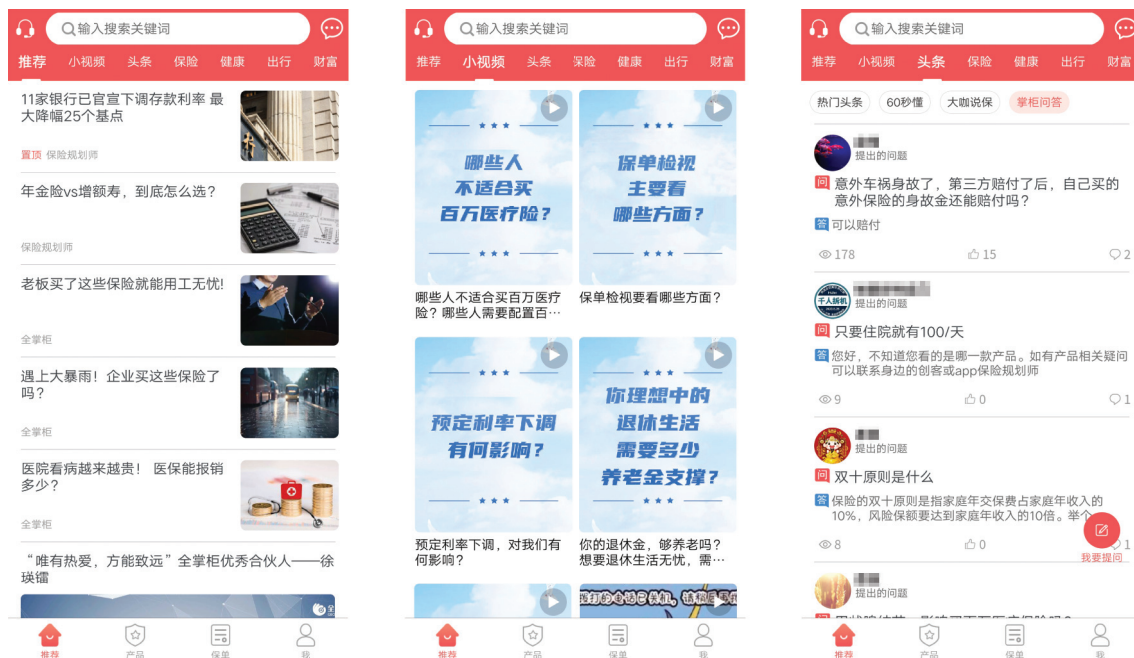 输入搜索关键词
推荐 小视频 头条 保险 健康 出行 财富
11家银行已官宣下调存款利率 最
大降幅25个基点
置顶 保险规划师
年金险vs增额寿，到底怎么选？
保险规划师
老板买了这些保险就能用工无忧!
全掌柜
遇上大暴雨！企业买这些保险了
吗？
全掌柜
医院看病越来越贵！ 医保能报销
多少？
全掌柜
“唯有热爱，方能致远”全掌柜优秀合伙人——徐
瑛镭
推荐 产品 保单 我
输入搜索关键词
推荐 小视频 头条 保险 健康 出行 财富
哪些人
不适合买
百万医疗险？
哪些人不适合买百万医疗
险？哪些人需要配置百…
保单检视
主要看
哪些方面？
保单检视要看哪些方面？
预定利率下调
有何影响？
预定利率下调，对我们有
何影响？
你理想中的
退休生活
需要多少
养老金支撑？
你的退休金，够养老吗？
想要退休生活无忧，需…
推荐 产品 保单 我
输入搜索关键词
推荐 小视频 头条 保险 健康 出行 财富
热门头条 60秒懂 大咖说保 掌柜问答
提出的问题
问 意外车祸身故了，第三方赔付了后，自己买的
意外保险的身故金还能赔付吗？
答 可以赔付
178 15 2
千人拆机
提出的问题
问 只要住院就有100/天
答 您好，不知道您看的是哪一款产品。如有产品相关疑问
可以联系身边的创客或app保险规划师
9 0 1
提出的问题
问 双十原则是什么
答 保险的双十原则是指家庭年交保费占家庭年收入的
10%，风险保额要达到家庭年收入的10倍。举个
8 0 1
我要提问
提出的问题
推荐 产品 保单 我